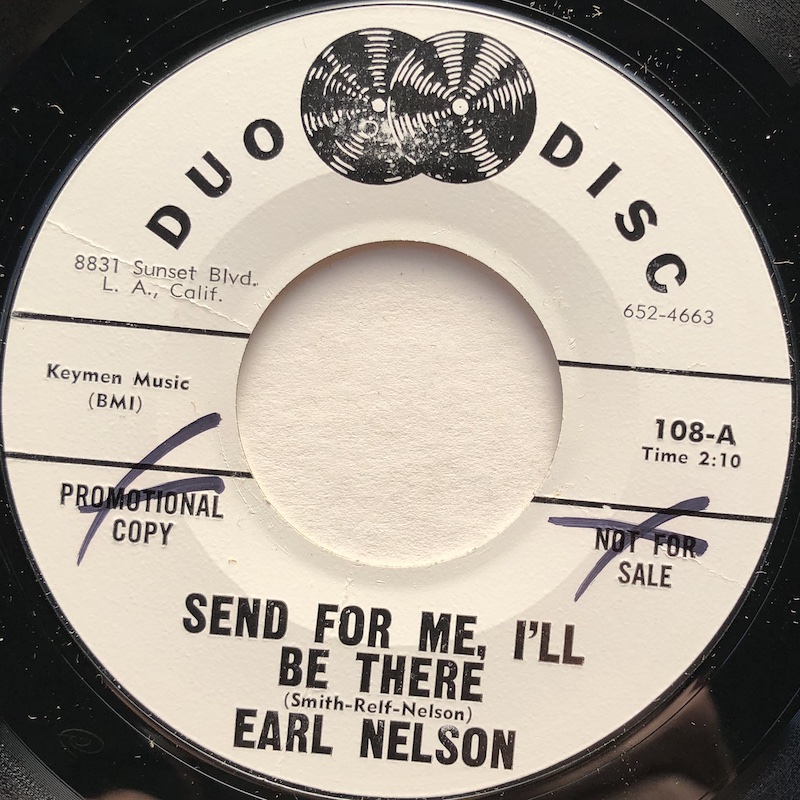 DUO DISC
8831 Sunset Blvd.
L. A., Calif.
652-4663
Keymen Music
(BMI)
108-A
Time 2:10
PROMOTIONAL
COPY
NOT FOR
SALE
SEND FOR ME, I'LL
BE THERE
(Smith-Relf-Nelson)
EARL NELSON